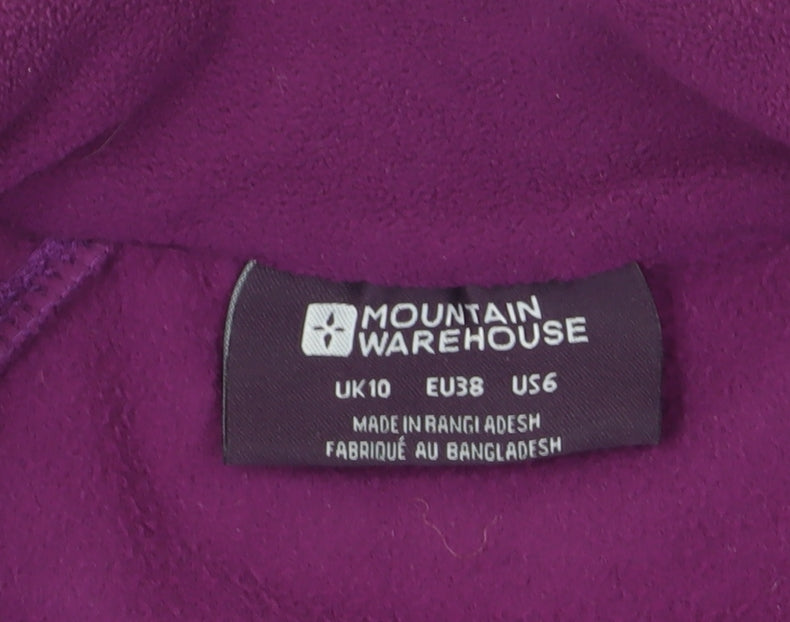 MOUNTAIN
WAREHOUSE
UK10 EU38 US6
MADE IN BANGLADESH
FABRIQUÉ AU BANGLADESH